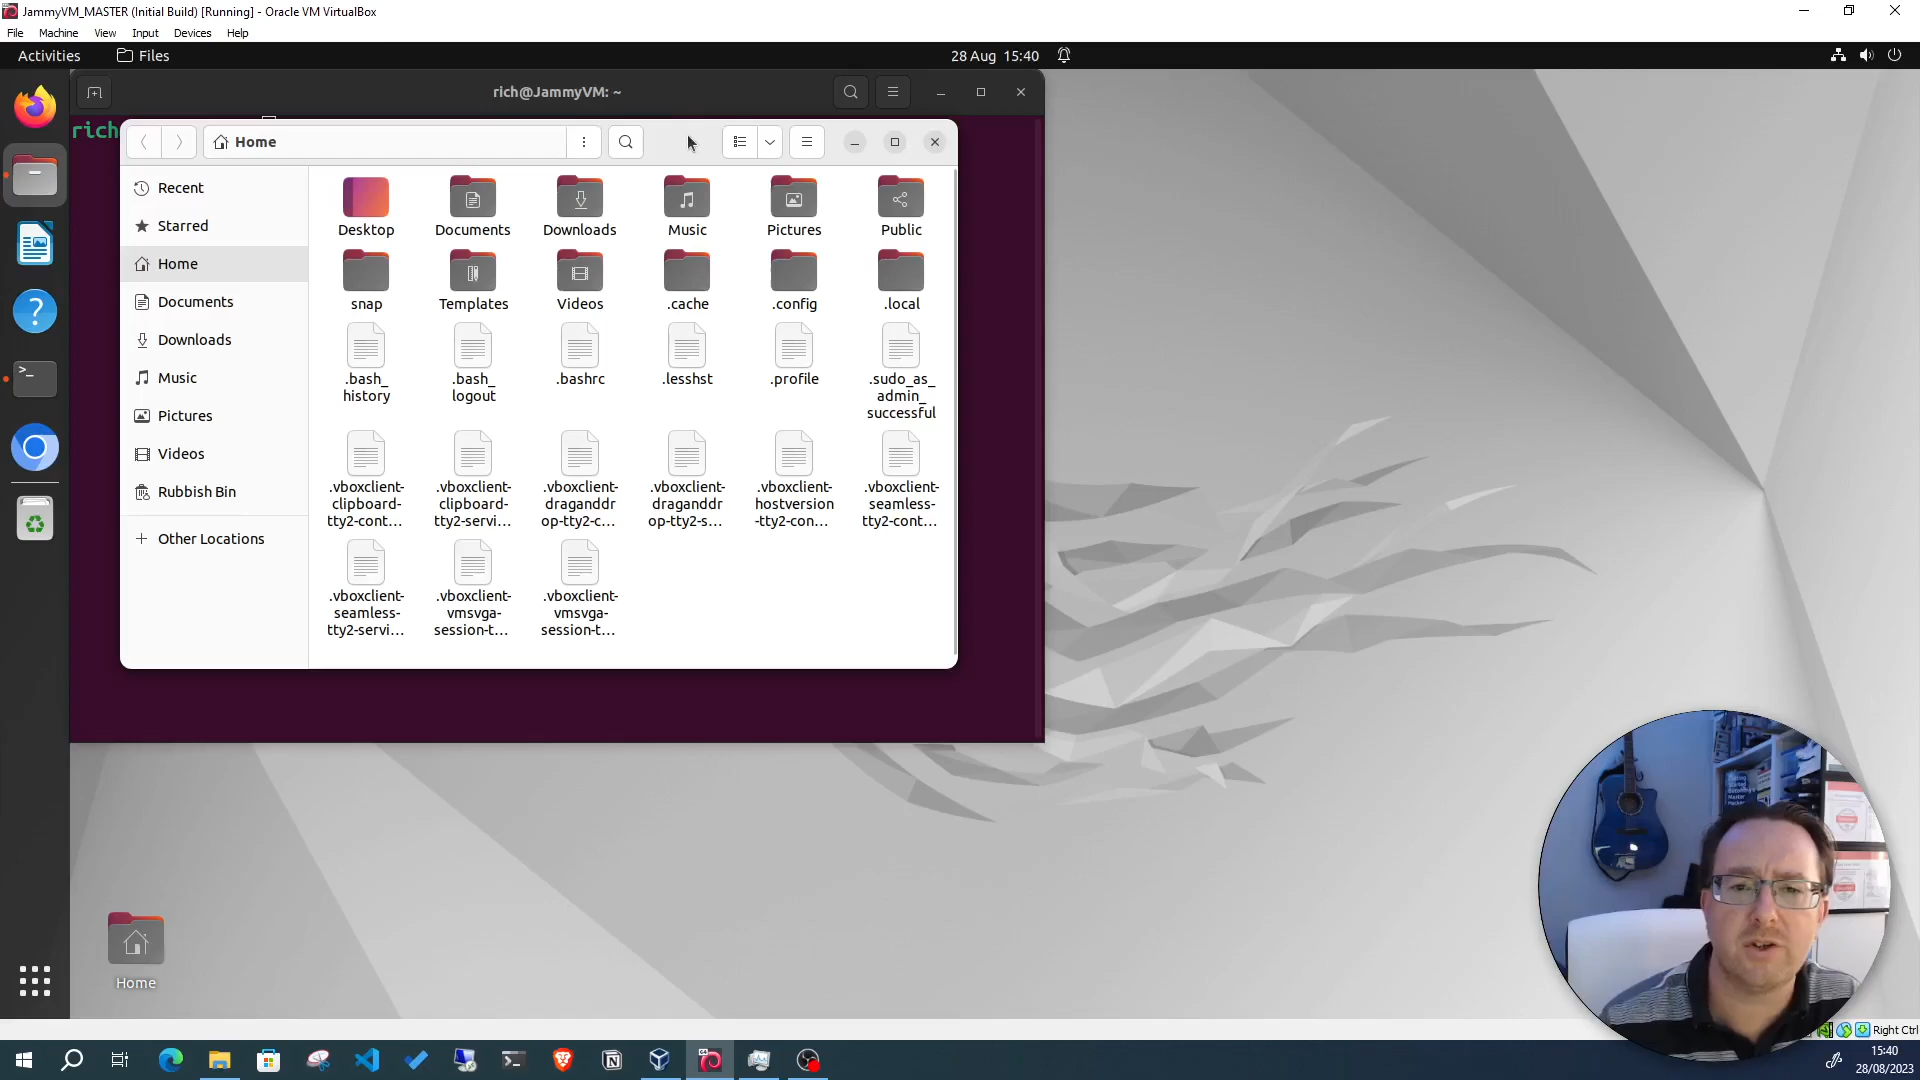 JammyVM_MASTER (Initial Build) [Running] - Oracle VM VirtualBox
File Machine View Input Devices Help
Activities Files 28 Aug 15:40
rich@JammyVM: ~
rich
Home
Recent
Starred
Home
Documents
Downloads
Music
Pictures
Videos
Rubbish Bin
Other Locations
Desktop Documents Downloads Music Pictures Public
snap Templates Videos .cache .config .local
.bash_
history
.bash_
logout
.bashrc
.lesshst
.profile
.sudo_as_
admin_
successful
.vboxclient-
clipboard-
tty2-cont...
.vboxclient-
clipboard-
tty2-servi...
.vboxclient-
draganddr
op-tty2-c...
.vboxclient-
draganddr
op-tty2-s...
.vboxclient-
hostversion
-tty2-con...
.vboxclient-
seamless-
tty2-cont...
.vboxclient-
seamless-
tty2-servi...
.vboxclient-
vmsvga-
session-t...
.vboxclient-
vmsvga-
session-t...
Home
Right Ctrl
15:40
28/08/2023